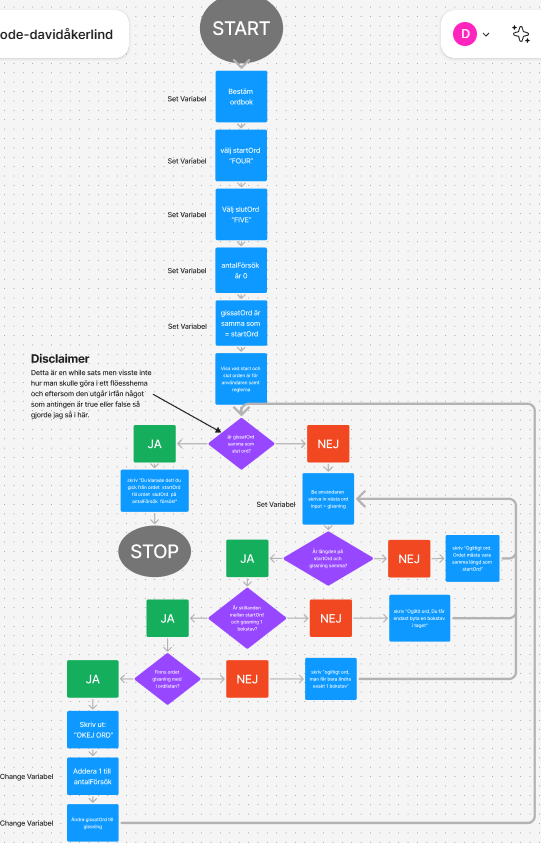 ode-davidåkerlind
D
START
Set Variabel
Bestäm
ordbok
Set Variabel
välj startOrd
"FOUR"
Set Variabel
Välj slutOrd
"FIVE"
Set Variabel
antalFörsök
är 0
Set Variabel
gissatOrd är
samma som
= startOrd
Visa vad start och
slut orden är för
användaren samt
reglerna
Disclaimer
Detta är en while sats men visste inte
hur man skulle göra i ett flöesshema
och eftersom den utgår irfån något
som antingen är true eller false så
gjorde jag så i här.
JA
är gissatOrd
samma som
slut ord?
NEJ
skriv "Du klarade det! du
gick från ordet startOrd
till ordet slutOrd på
antalFörsök försök!"
Set Variabel
Be användaren
skriva in nästa ord
input = gissning
STOP
JA
Är längden på
startOrd och
gissning samma?
NEJ
skriv "Ogiltigt ord.
Ordet måste vara
samma längd som
startOrd!"
JA
Är skillanden
mellan startOrd
och gissning 1
bokstav?
NEJ
skriv "Ogiltl ord, Du får
endast byta en bokstav
i taget"
JA
Finns ordet
gissning med
i ordlistan?
NEJ
skriv "ogiltigt ord,
man får bara ändra
exakt 1 bokstav"
Skriv ut:
"OKEJ ORD"
Change Variabel
Addera 1 till
antalFörsök
Change Variabel
Ändra gissatOrd till
gissning